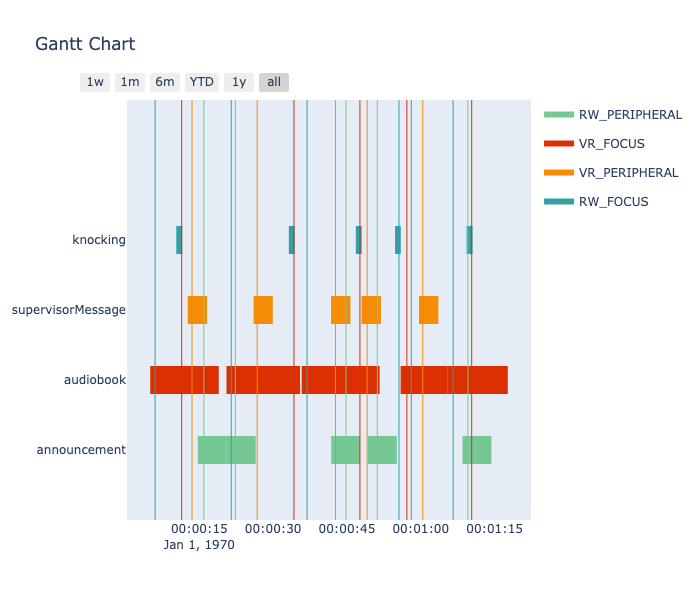 Gantt Chart
1w 1m 6m YTD 1y all
RW_PERIPHERAL
VR_FOCUS
VR_PERIPHERAL
RW_FOCUS
knocking
supervisorMessage
audiobook
announcement
00:00:15 00:00:30 00:00:45 00:01:00 00:01:15
Jan 1, 1970